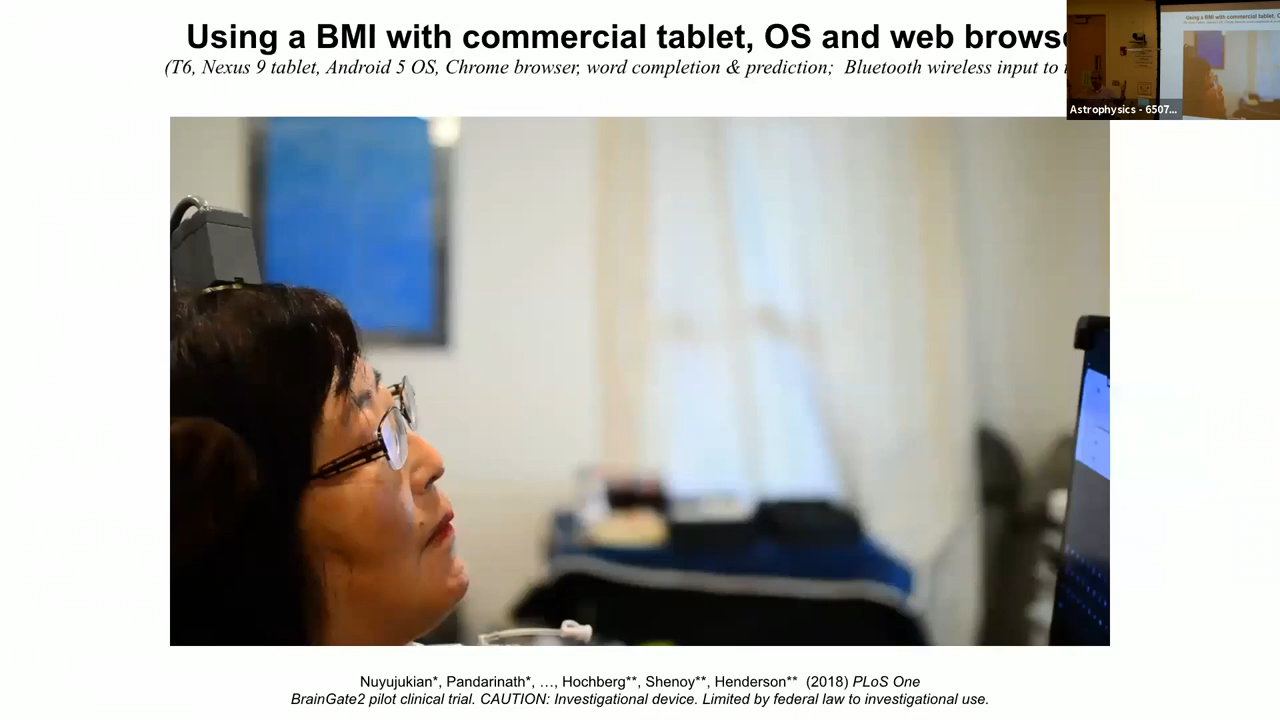 Using a BMI with commercial tablet, OS and web
(T6, Nexus 9 tablet, Android 5 OS, Chrome browser, word completion & prediction; Bluetooth wireless input to
Astrophysics - 6507...
Nuyujukian*, Pandarinath*, …, Hochberg**, Shenoy**, Henderson** (2018) PLoS One
BrainGate2 pilot clinical trial. CAUTION: Investigational device. Limited by federal law to investigational use.